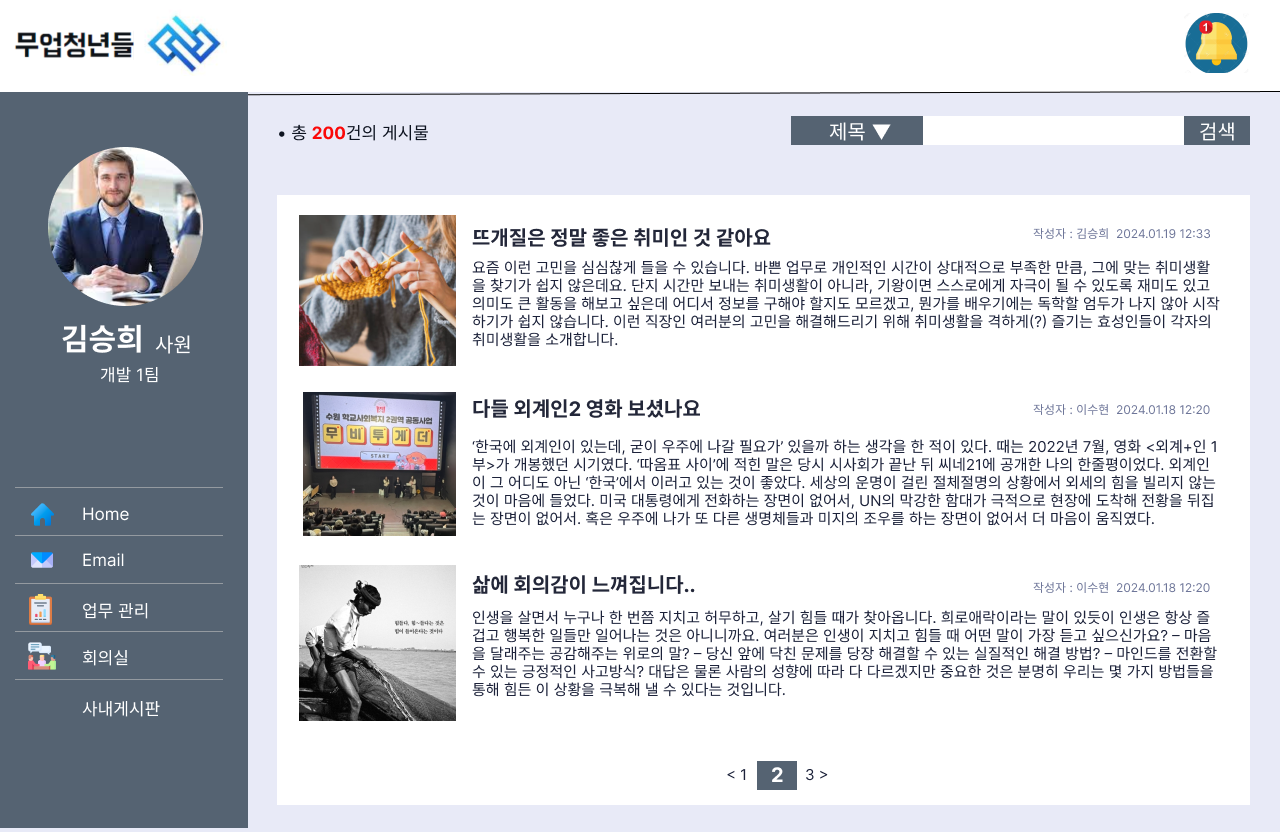 무업청년들
1
• 총 200건의 게시물
제목 ▼
검색
김승희 사원
개발 1팀
Home
Email
업무 관리
회의실
사내게시판
뜨개질은 정말 좋은 취미인 것 같아요
작성자 : 김승희 2024.01.19 12:33
요즘 이런 고민을 심심찮게 들을 수 있습니다. 바쁜 업무로 개인적인 시간이 상대적으로 부족한 만큼, 그에 맞는 취미생활
을 찾기가 쉽지 않은데요. 단지 시간만 보내는 취미생활이 아니라, 기왕이면 스스로에게 자극이 될 수 있도록 재미도 있고
의미도 큰 활동을 해보고 싶은데 어디서 정보를 구해야 할지도 모르겠고, 뭔가를 배우기에는 독학할 엄두가 나지 않아 시작
하기가 쉽지 않습니다. 이런 직장인 여러분의 고민을 해결해드리기 위해 취미생활을 격하게(?) 즐기는 효성인들이 각자의
취미생활을 소개합니다.
수원 학교사회복지 2권역 공동사업
무비투게더
START
다들 외계인2 영화 보셨나요
작성자 : 이수현 2024.01.18 12:20
‘한국에 외계인이 있는데, 굳이 우주에 나갈 필요가’ 있을까 하는 생각을 한 적이 있다. 때는 2022년 7월, 영화 <외계+인 1
부>가 개봉했던 시기였다. ‘따옴표 사이’에 적힌 말은 당시 시사회가 끝난 뒤 씨네21에 공개한 나의 한줄평이었다. 외계인
이 그 어디도 아닌 ‘한국’에서 이러고 있는 것이 좋았다. 세상의 운명이 걸린 절체절명의 상황에서 외세의 힘을 빌리지 않는
것이 마음에 들었다. 미국 대통령에게 전화하는 장면이 없어서, UN의 막강한 함대가 극적으로 현장에 도착해 전황을 뒤집
는 장면이 없어서. 혹은 우주에 나가 또 다른 생명체들과 미지의 조우를 하는 장면이 없어서 더 마음이 움직였다.
힘들다, 힘~든다는 것은
힘이 들어온다는 것이다
삶에 회의감이 느껴집니다..
작성자 : 이수현 2024.01.18 12:20
인생을 살면서 누구나 한 번쯤 지치고 허무하고, 살기 힘들 때가 찾아옵니다. 희로애락이라는 말이 있듯이 인생은 항상 즐
겁고 행복한 일들만 일어나는 것은 아니니까요. 여러분은 인생이 지치고 힘들 때 어떤 말이 가장 듣고 싶으신가요? – 마음
을 달래주는 공감해주는 위로의 말? – 당신 앞에 닥친 문제를 당장 해결할 수 있는 실질적인 해결 방법? – 마인드를 전환할
수 있는 긍정적인 사고방식? 대답은 물론 사람의 성향에 따라 다 다르겠지만 중요한 것은 분명히 우리는 몇 가지 방법들을
통해 힘든 이 상황을 극복해 낼 수 있다는 것입니다.
< 1 2 3 >